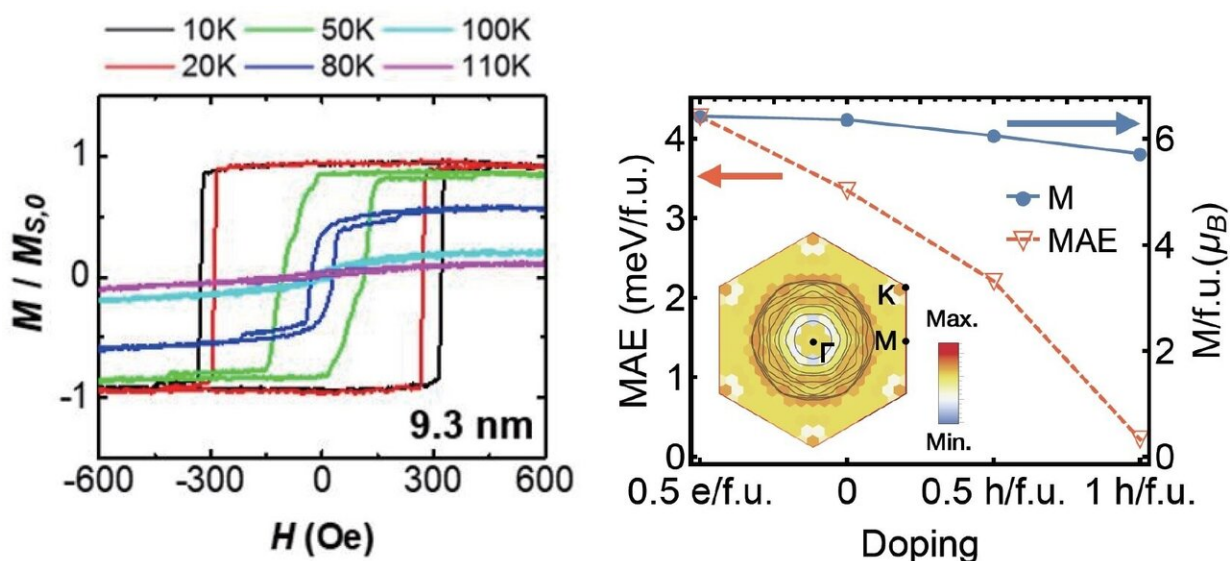 10K 50K 100K
20K 80K 110K
M / M_S,0
1
0
-1
9.3 nm
-600 -300 0 300 600
H (Oe)
MAE (meV/f.u.)
4
3
2
1
0
M
MAE
K
M
Γ
Max.
Min.
6
4
2
0
M/f.u.(μ_B)
0.5 e/f.u. 0 0.5 h/f.u. 1 h/f.u.
Doping